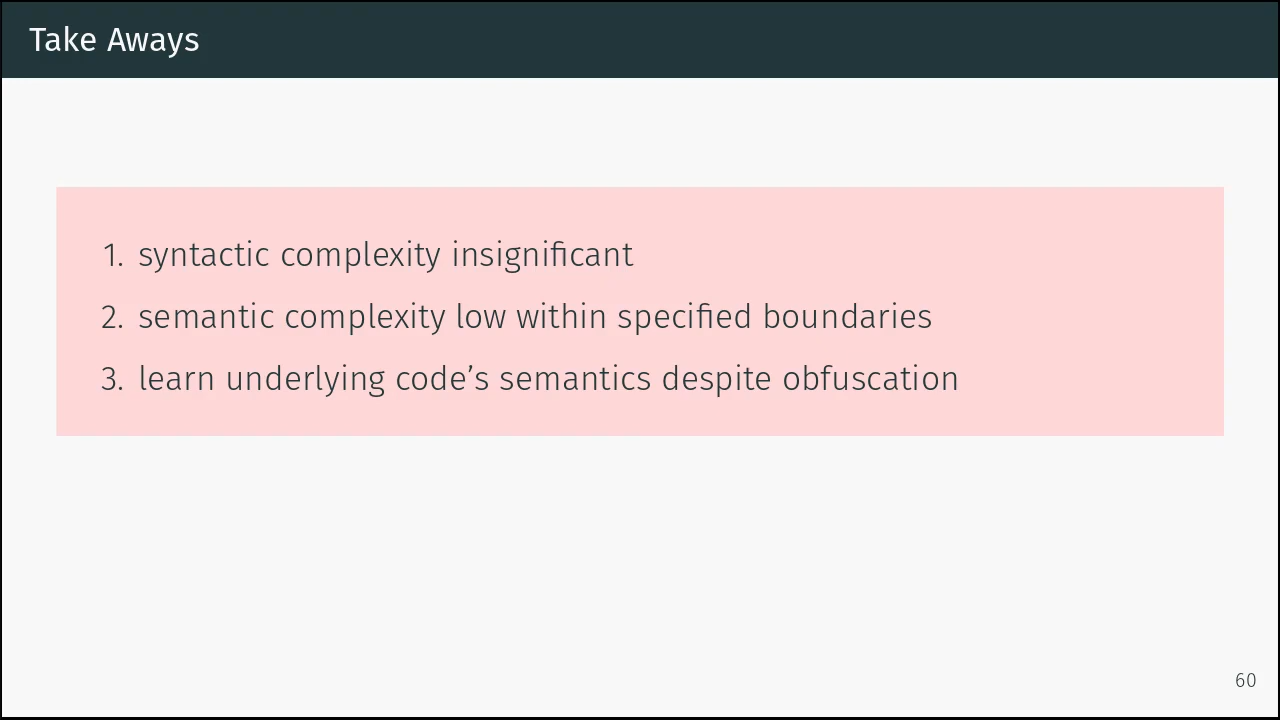 Take Aways
1. syntactic complexity insignificant
2. semantic complexity low within specified boundaries
3. learn underlying code’s semantics despite obfuscation
60